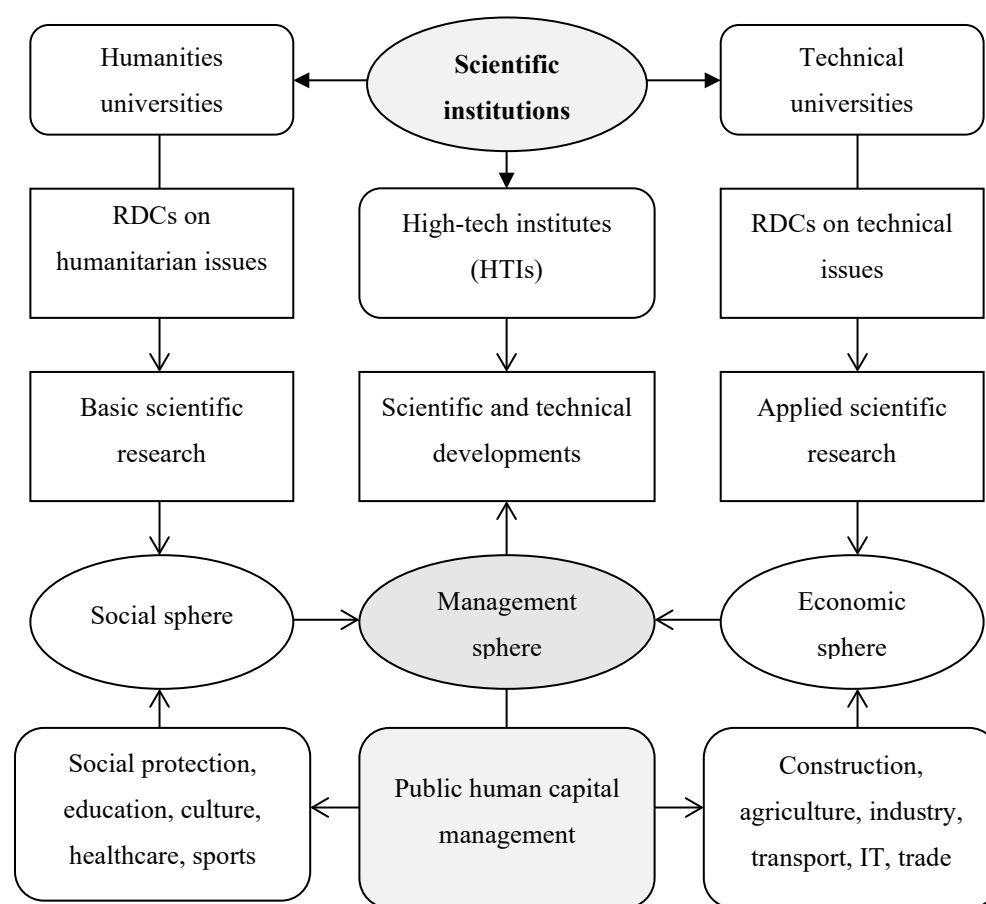 Humanities
universities
Scientific
institutions
Technical
universities
RDCs on
humanitarian issues
High-tech institutes
(HTIs)
RDCs on technical
issues
Basic scientific
research
Scientific and technical
developments
Applied scientific
research
Social sphere
Management
sphere
Economic
sphere
Social protection,
education, culture,
healthcare, sports
Public human capital
management
Construction,
agriculture, industry,
transport, IT, trade